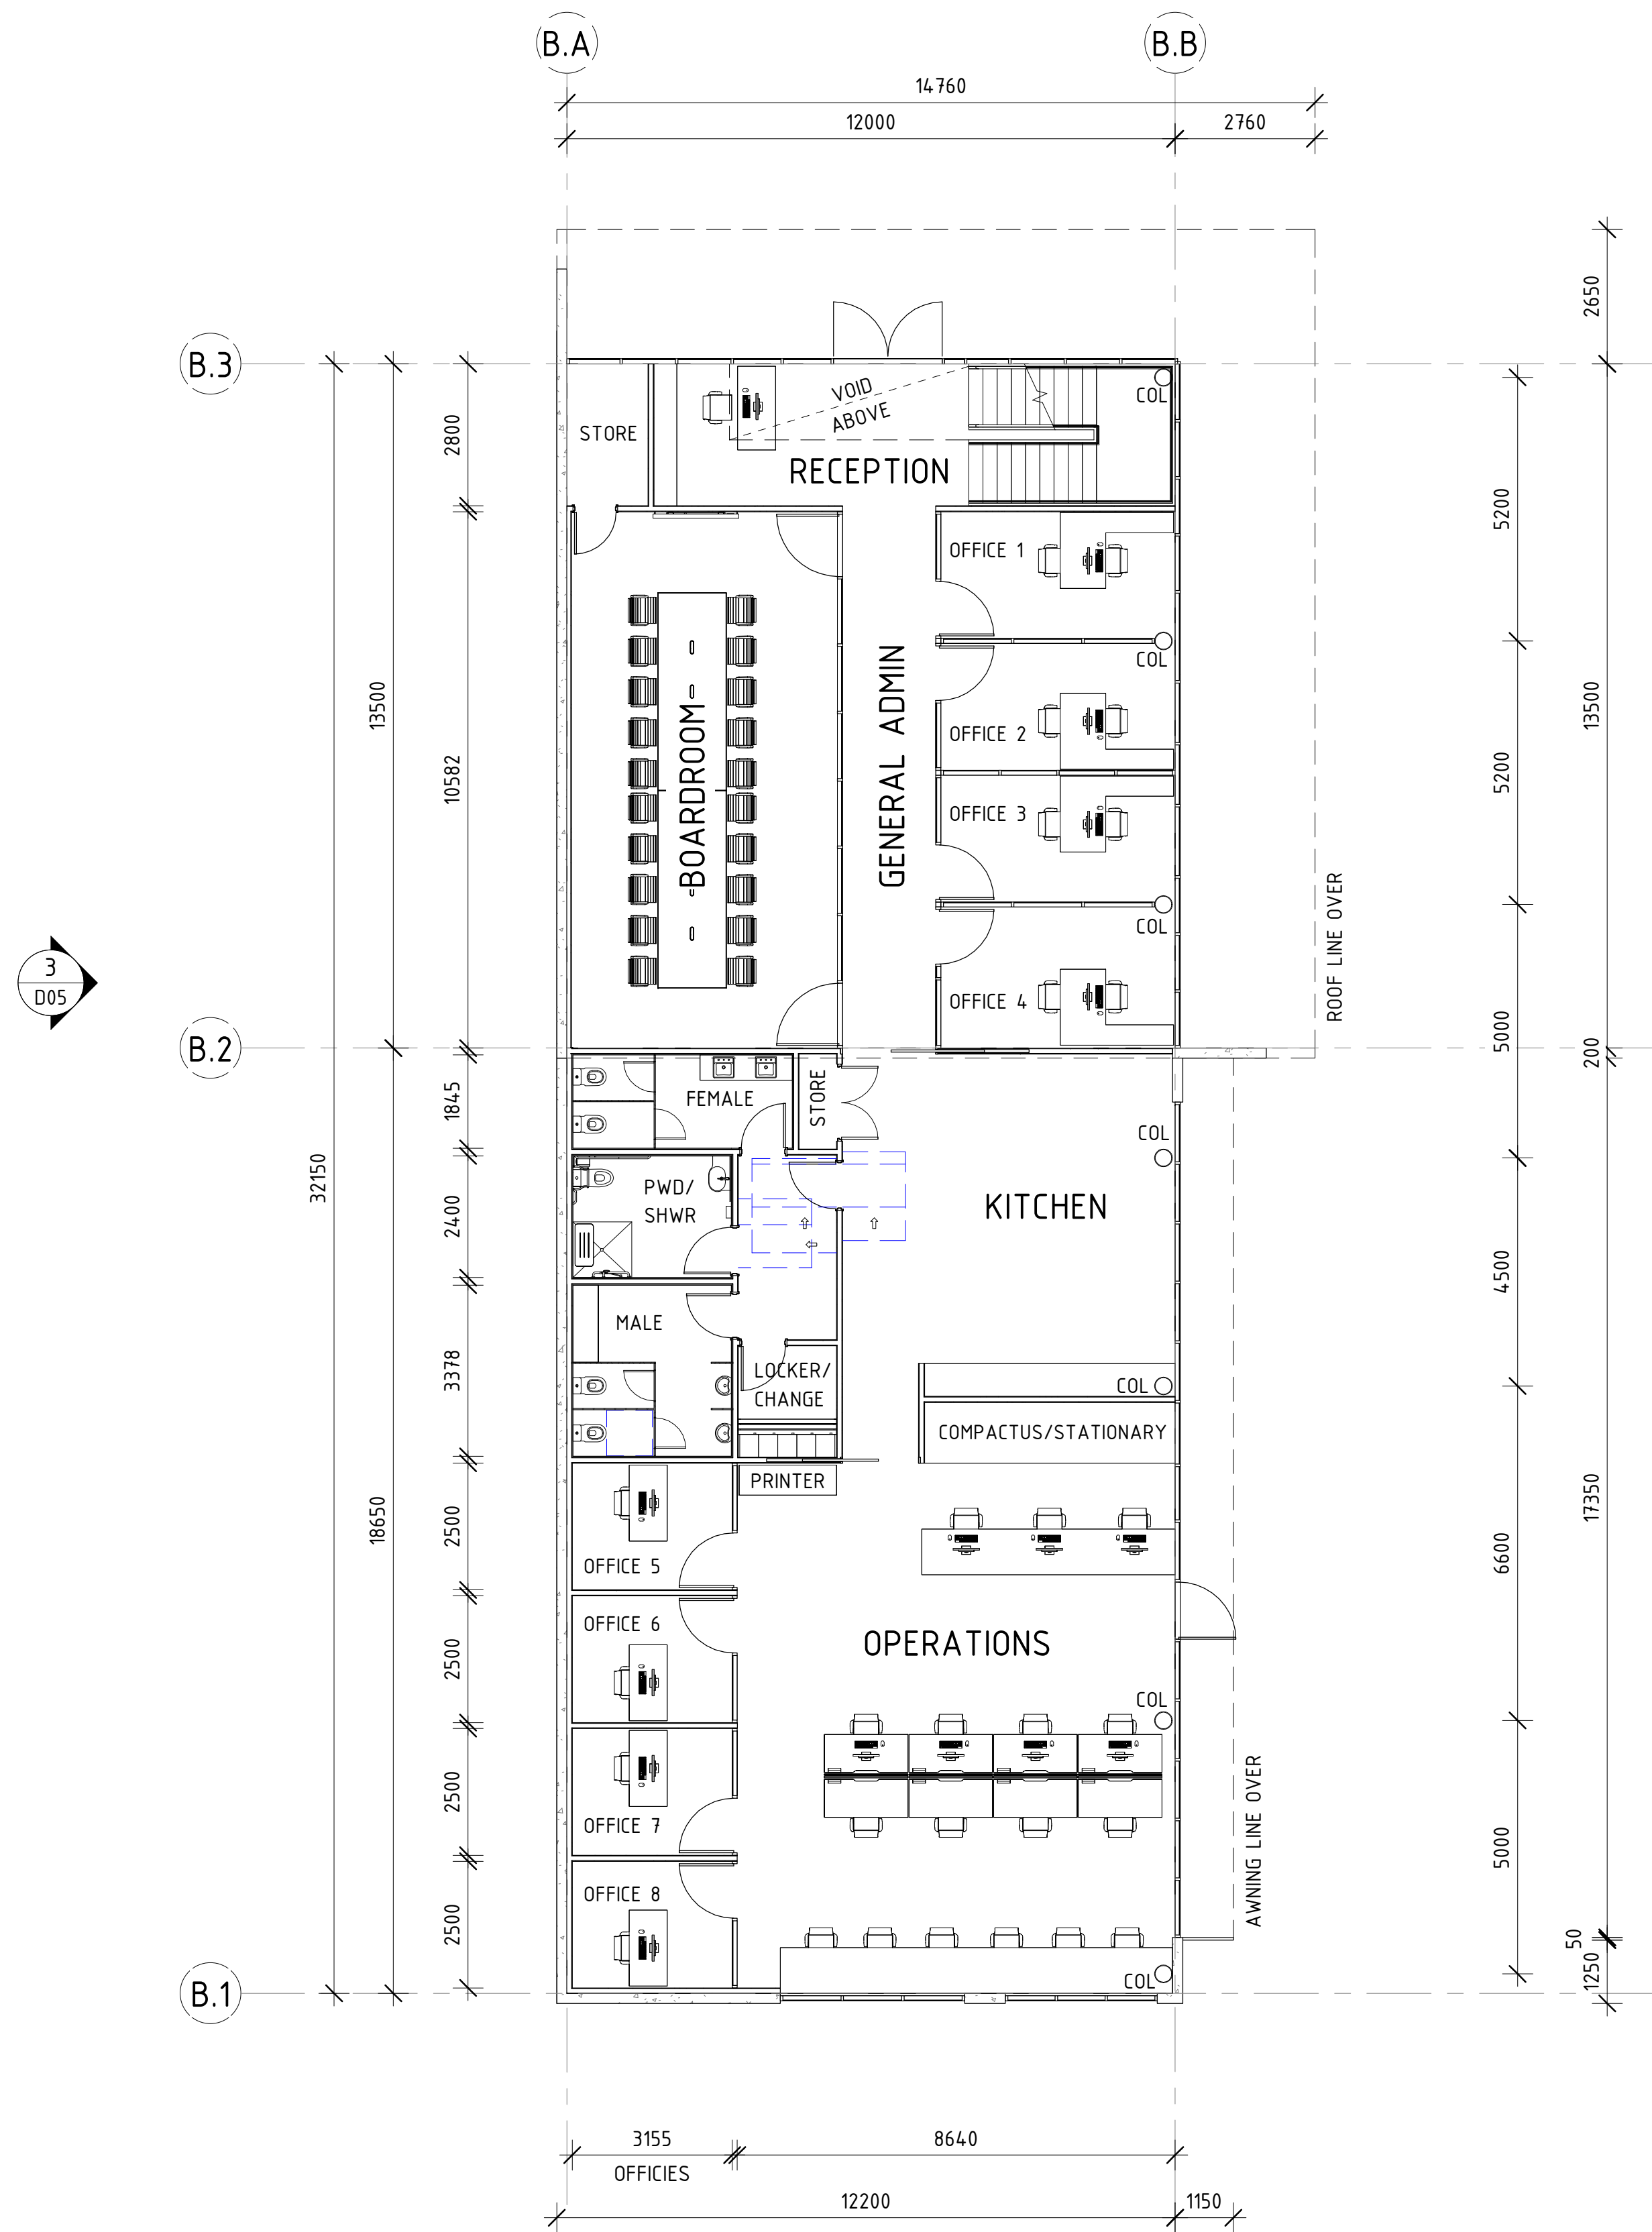 B.A
B.B
14760
12000
2760
2650
B.3
VOID
ABOVE
COL
STORE
2800
RECEPTION
5200
OFFICE 1
COL
13500
13500
GENERAL ADMIN
BOARDROOM
OFFICE 2
10582
5200
OFFICE 3
ROOF LINE OVER
COL
3
D05
OFFICE 4
5000
B.2
200
1845
FEMALE
STORE
COL
32150
PWD/
SHWR
2400
KITCHEN
4500
MALE
3378
LOCKER/
CHANGE
COL
COMPACTUS/STATIONARY
PRINTER
18650
17350
2500
OFFICE 5
6600
OFFICE 6
OPERATIONS
2500
COL
2500
OFFICE 7
AWNING LINE OVER
5000
OFFICE 8
2500
50
COL
1250
B.1
3155
8640
OFFICIES
12200
1150